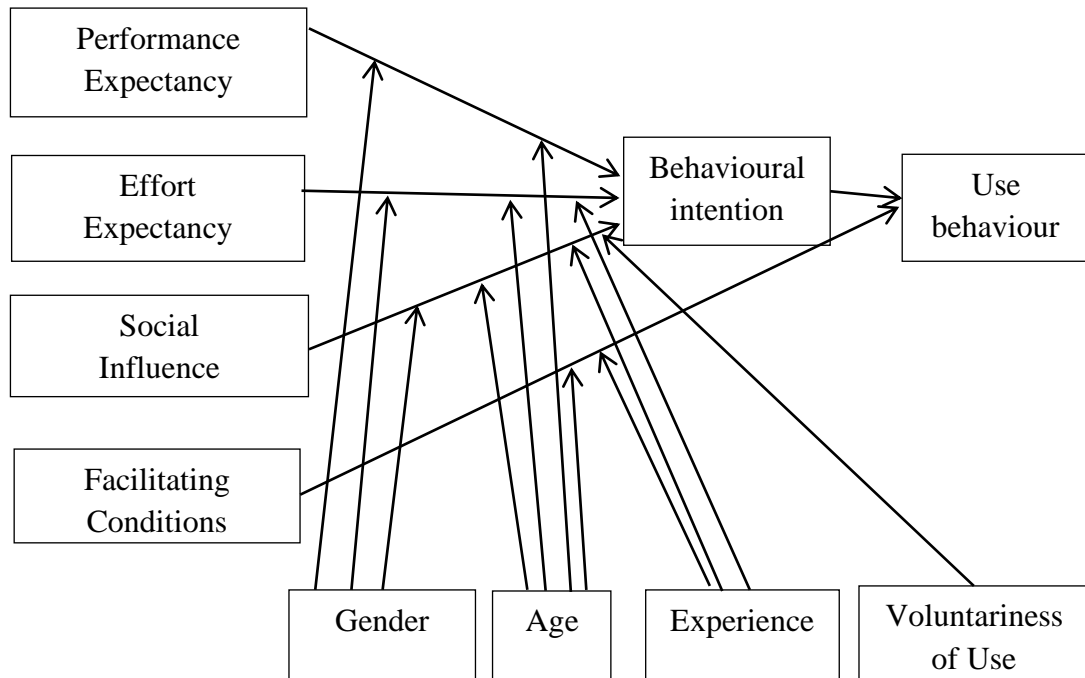 Performance
Expectancy
Effort
Expectancy
Social
Influence
Facilitating
Conditions
Behavioural
intention
Use
behaviour
Gender
Age
Experience
Voluntariness
of Use